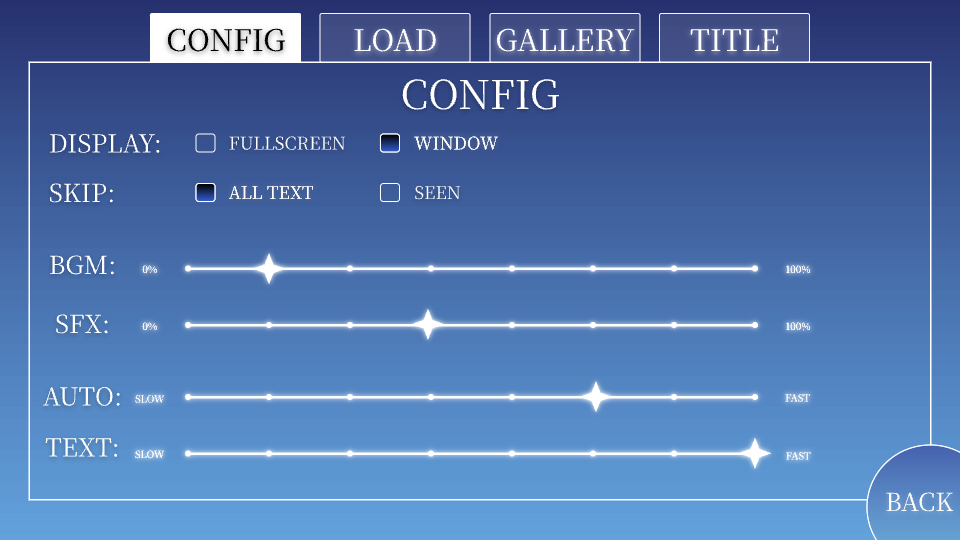 CONFIG LOAD GALLERY TITLE
CONFIG
DISPLAY: FULLSCREEN WINDOW
SKIP: ALL TEXT SEEN
BGM: 0% 100%
SFX: 0% 100%
AUTO: SLOW FAST
TEXT: SLOW FAST
BACK